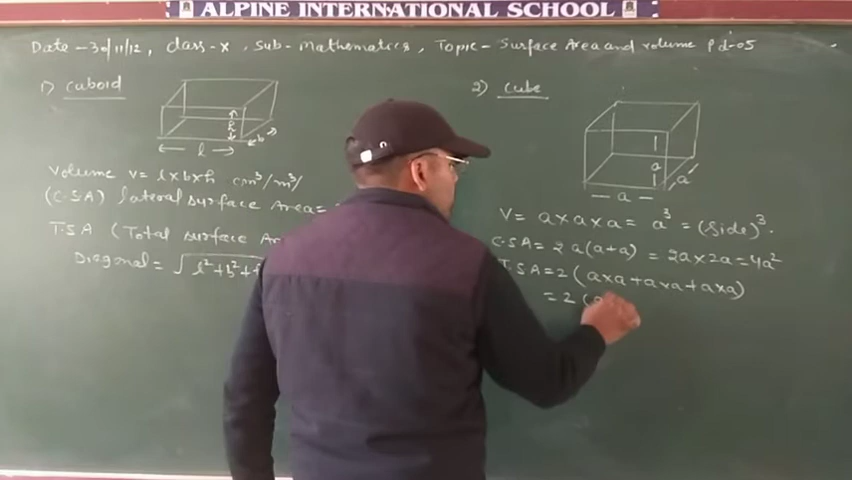 ALPINE INTERNATIONAL SCHOOL
Date - 30/11/12, class-x, Sub-Mathematics, Topic - Surface Area and volume Pd-05
1) cuboid
h
b
l
Volume V = l x b x h cm³/m³/
(C.S.A) lateral surface Area =
T.S.A (Total surface Ar
Diagonal = √l²+b²+
2) cube
a
a
a
V = a x a x a = a³ = (side)³.
C.S.A = 2a(a+a) = 2a x 2a = 4a²
T.S.A = 2 (a x a + a x a + a x a)
= 2 (a